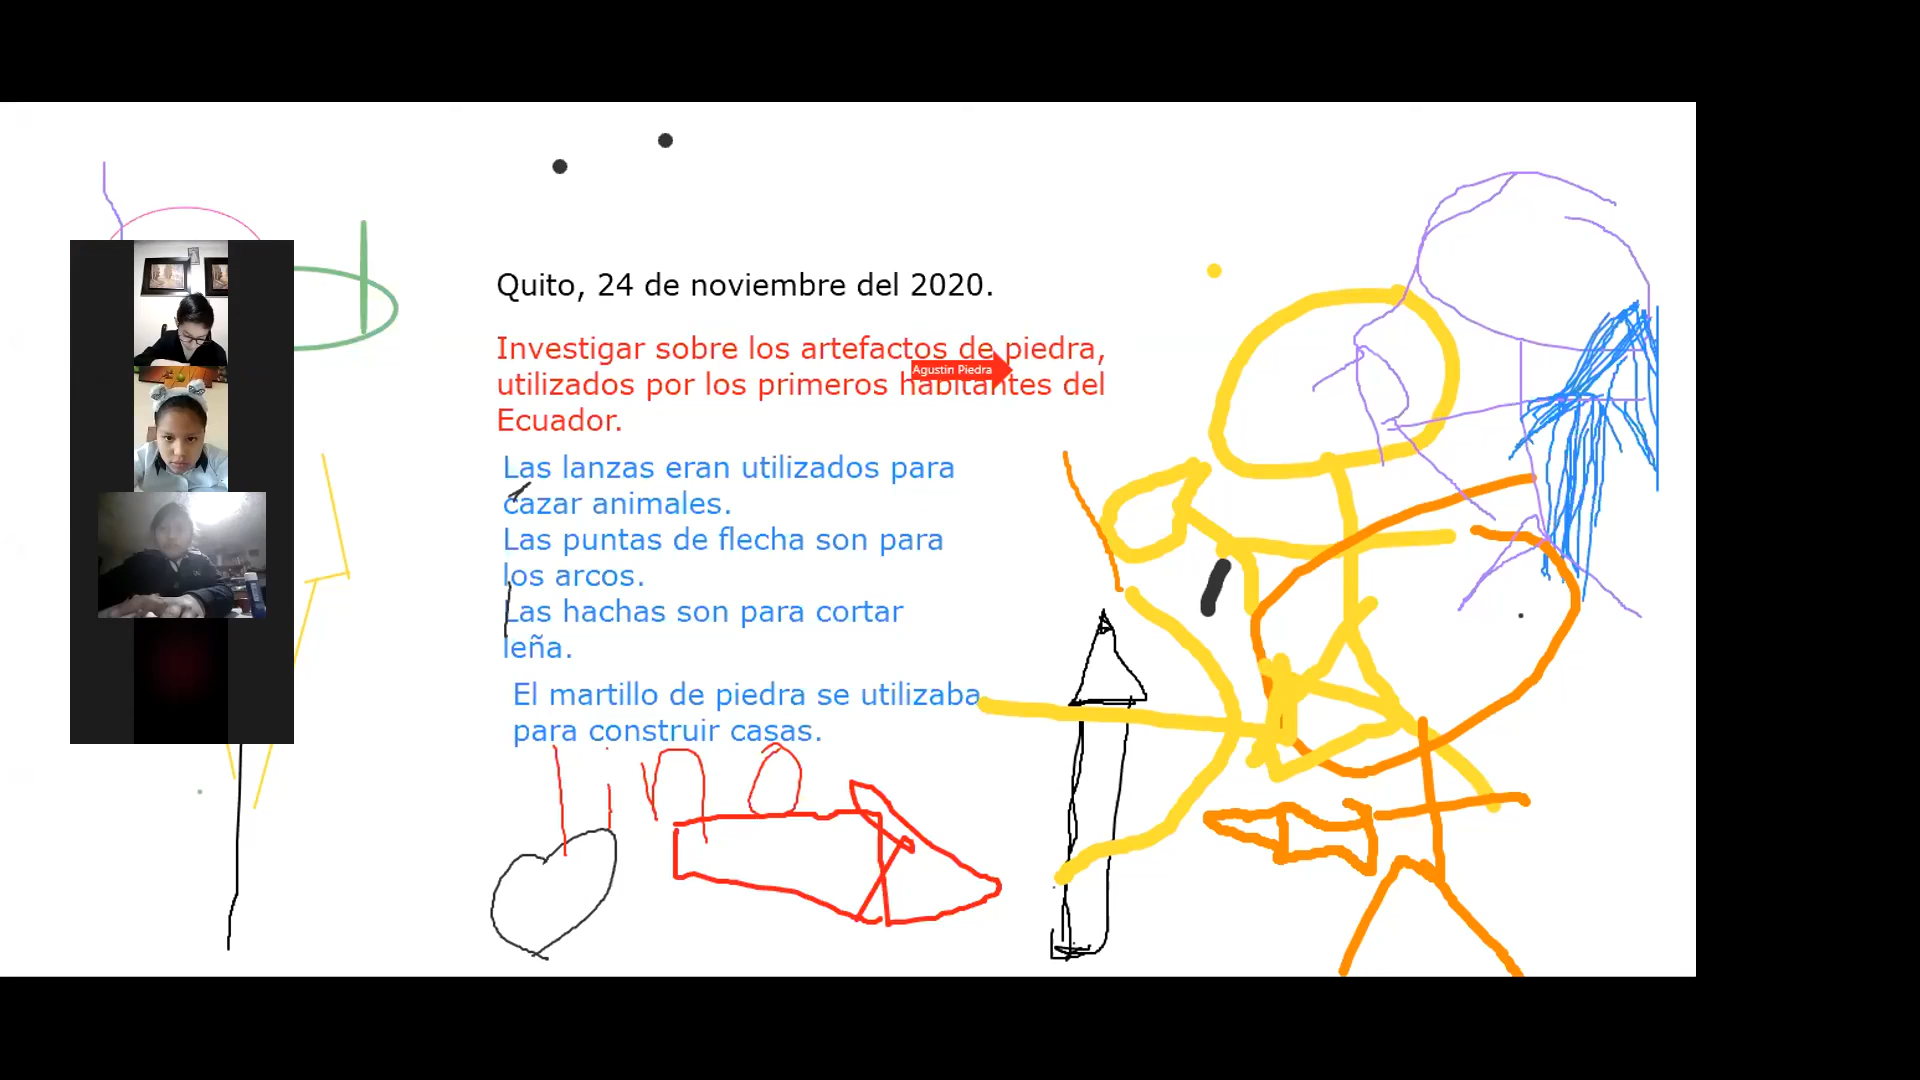 Quito, 24 de noviembre del 2020.
Investigar sobre los artefactos de piedra,
Agustin Piedra
utilizados por los primeros habitantes del
Ecuador.
Las lanzas eran utilizados para
cazar animales.
Las puntas de flecha son para
los arcos.
Las hachas son para cortar
leña.
El martillo de piedra se utilizaba
para construir casas.